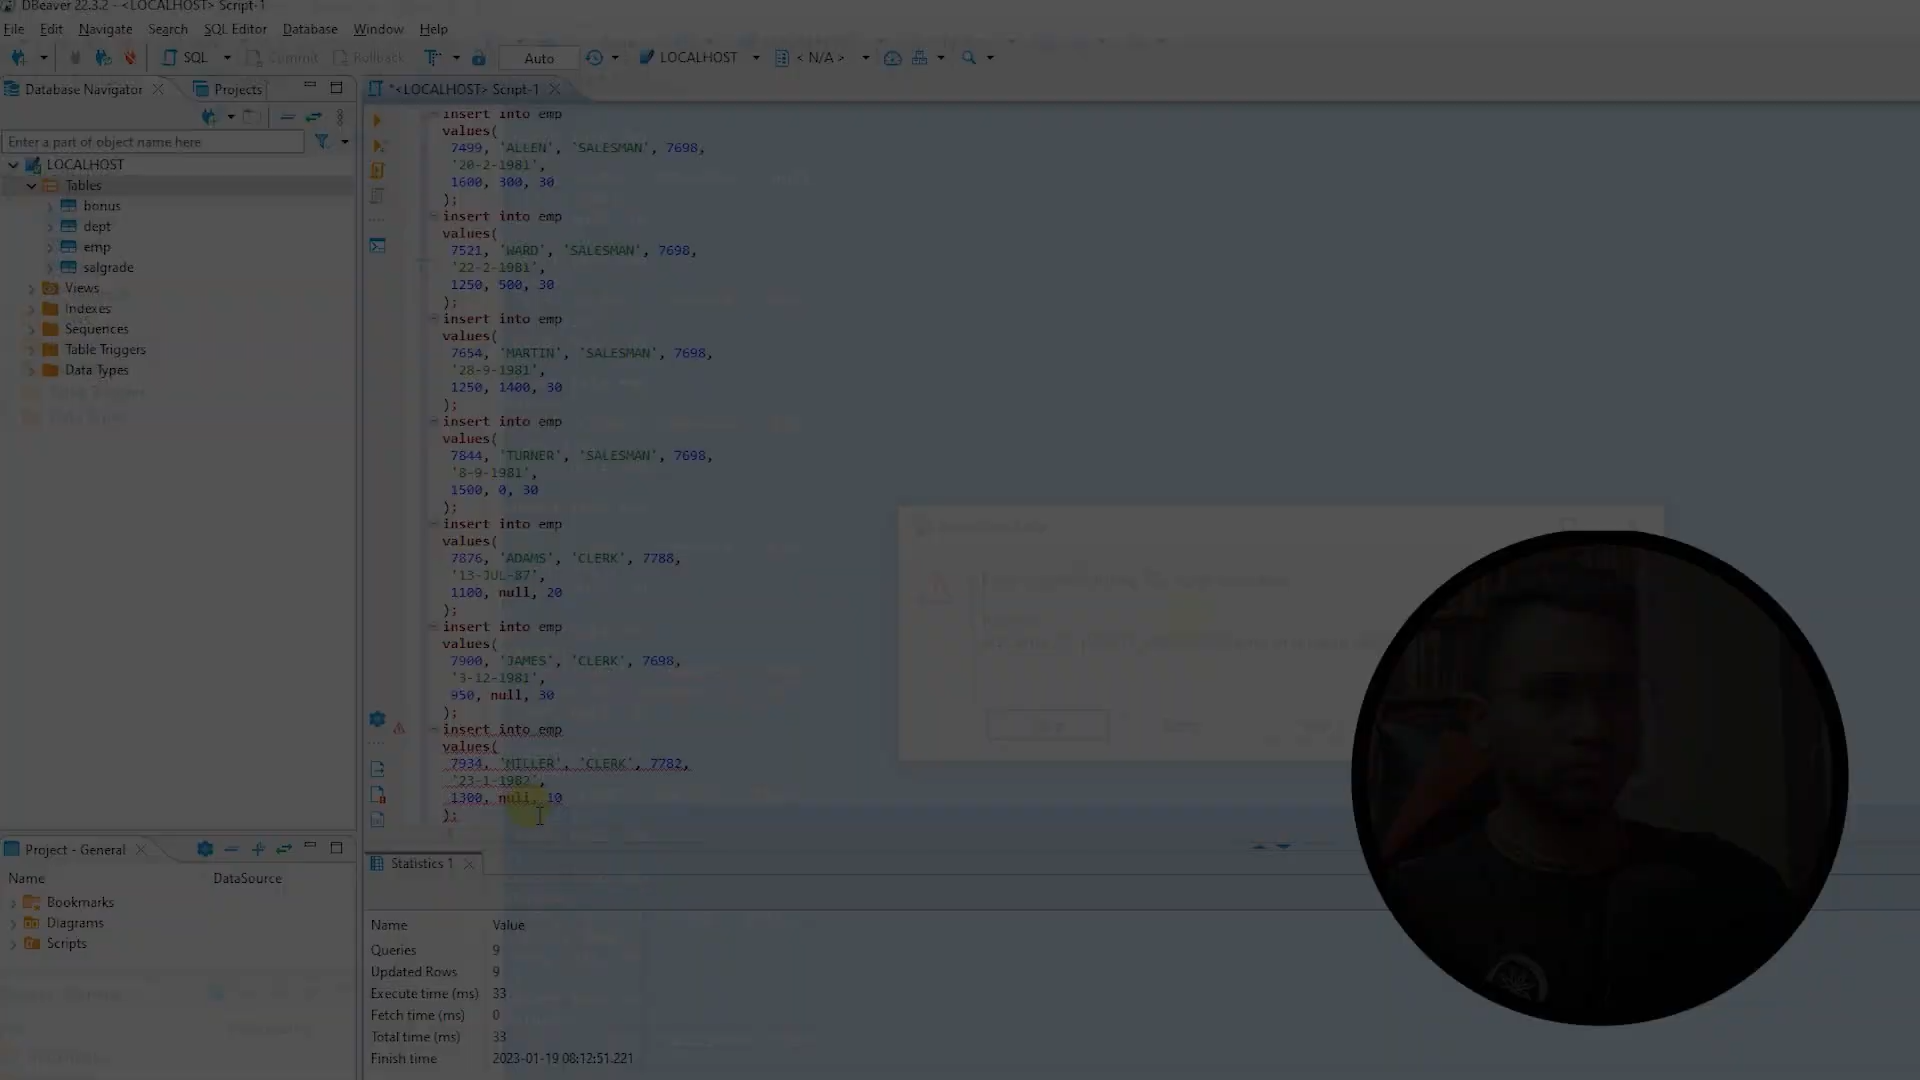 DBeaver 22.3.2 - <LOCALHOST> Script-1
File Edit Navigate Search SQL Editor Database Window Help
SQL Commit Rollback Auto LOCALHOST < N/A >
Database Navigator Projects
*<LOCALHOST> Script-1
Enter a part of object name here
LOCALHOST
Tables
bonus
dept
emp
salgrade
Views
Indexes
Sequences
Table Triggers
Data Types
insert into emp
values(
7499, 'ALLEN', 'SALESMAN', 7698,
'20-2-1981',
1600, 300, 30
);
insert into emp
values(
7521, 'WARD', 'SALESMAN', 7698,
'22-2-1981',
1250, 500, 30
);
insert into emp
values(
7654, 'MARTIN', 'SALESMAN', 7698,
'28-9-1981',
1250, 1400, 30
);
insert into emp
values(
7844, 'TURNER', 'SALESMAN', 7698,
'8-9-1981',
1500, 0, 30
);
insert into emp
values(
7876, 'ADAMS', 'CLERK', 7788,
'13-JUL-87',
1100, null, 20
);
insert into emp
values(
7900, 'JAMES', 'CLERK', 7698,
'3-12-1981',
950, null, 30
);
insert into emp
values(
7934, 'MILLER', 'CLERK', 7782,
'23-1-1982',
1300, null, 10
);
Project - General
Name DataSource
Bookmarks
Diagrams
Scripts
Statistics 1
Name Value
Queries 9
Updated Rows 9
Execute time (ms) 33
Fetch time (ms) 0
Total time (ms) 33
Finish time 2023-01-19 08:12:51.221